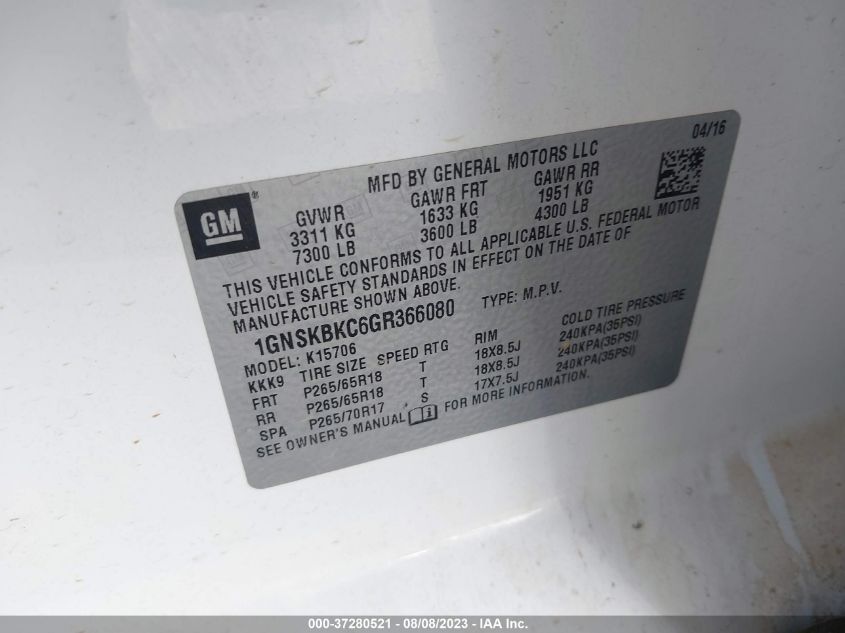 04/16
MFD BY GENERAL MOTORS LLC
GM®
GVWR GAWR FRT GAWR RR
3311 KG 1633 KG 1951 KG
7300 LB 3600 LB 4300 LB
THIS VEHICLE CONFORMS TO ALL APPLICABLE U.S. FEDERAL MOTOR
VEHICLE SAFETY STANDARDS IN EFFECT ON THE DATE OF
MANUFACTURE SHOWN ABOVE.
1GNSKBKC6GR366080 TYPE: M.P.V.
MODEL: K15706
KKK9 TIRE SIZE SPEED RTG RIM COLD TIRE PRESSURE
FRT P265/65R18 T 18X8.5J 240KPA(35PSI)
RR P265/65R18 T 18X8.5J 240KPA(35PSI)
SPA P265/70R17 S 17X7.5J 240KPA(35PSI)
SEE OWNER'S MANUAL FOR MORE INFORMATION.
000-37280521 - 08/08/2023 - Copyright © 2023 - IAA Inc.